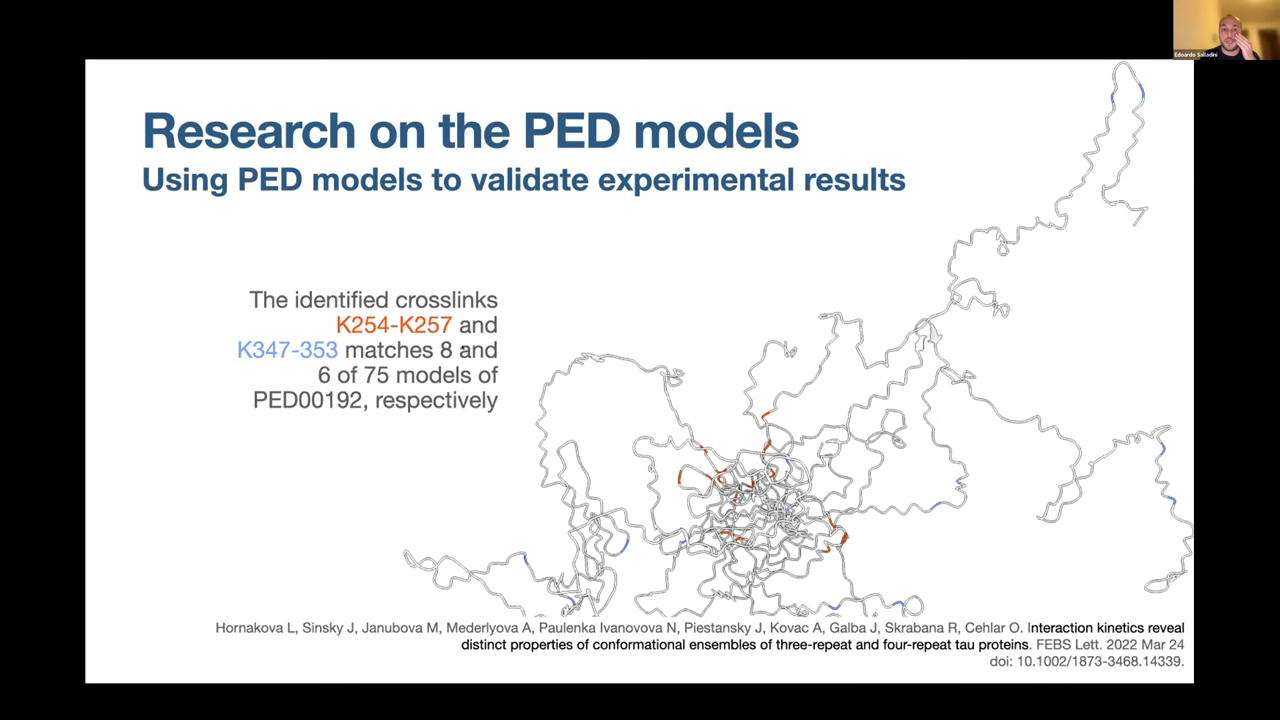 Edoardo Salladini
Research on the PED models
Using PED models to validate experimental results
The identified crosslinks
K254-K257 and
K347-353 matches 8 and
6 of 75 models of
PED00192, respectively
Hornakova L, Sinsky J, Janubova M, Mederlyova A, Paulenka Ivanovova N, Piestansky J, Kovac A, Galba J, Skrabana R, Cehlar O. Interaction kinetics reveal
distinct properties of conformational ensembles of three-repeat and four-repeat tau proteins. FEBS Lett. 2022 Mar 24
doi: 10.1002/1873-3468.14339.